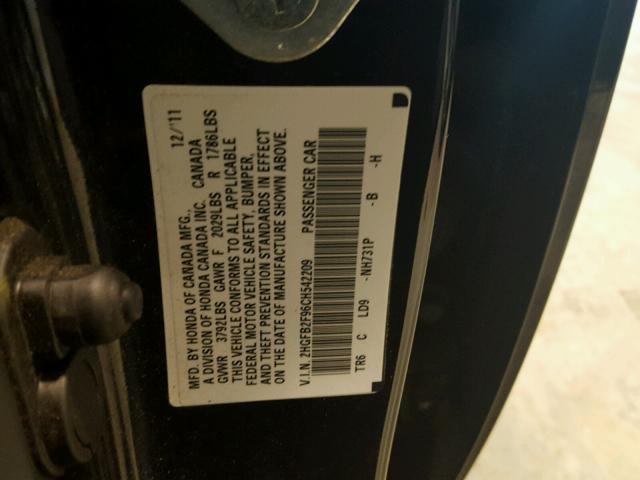 MFD. BY HONDA OF CANADA MFG., 12/'11
A DIVISION OF HONDA CANADA INC. CANADA
GVWR 3792LBS GAWR F 2029LBS R 1786LBS
THIS VEHICLE CONFORMS TO ALL APPLICABLE
FEDERAL MOTOR VEHICLE SAFETY, BUMPER,
AND THEFT PREVENTION STANDARDS IN EFFECT
ON THE DATE OF MANUFACTURE SHOWN ABOVE.
V.I.N. 2HGFB2F96CH542209 PASSENGER CAR
TR6 C LD9 -NH731P -B -H